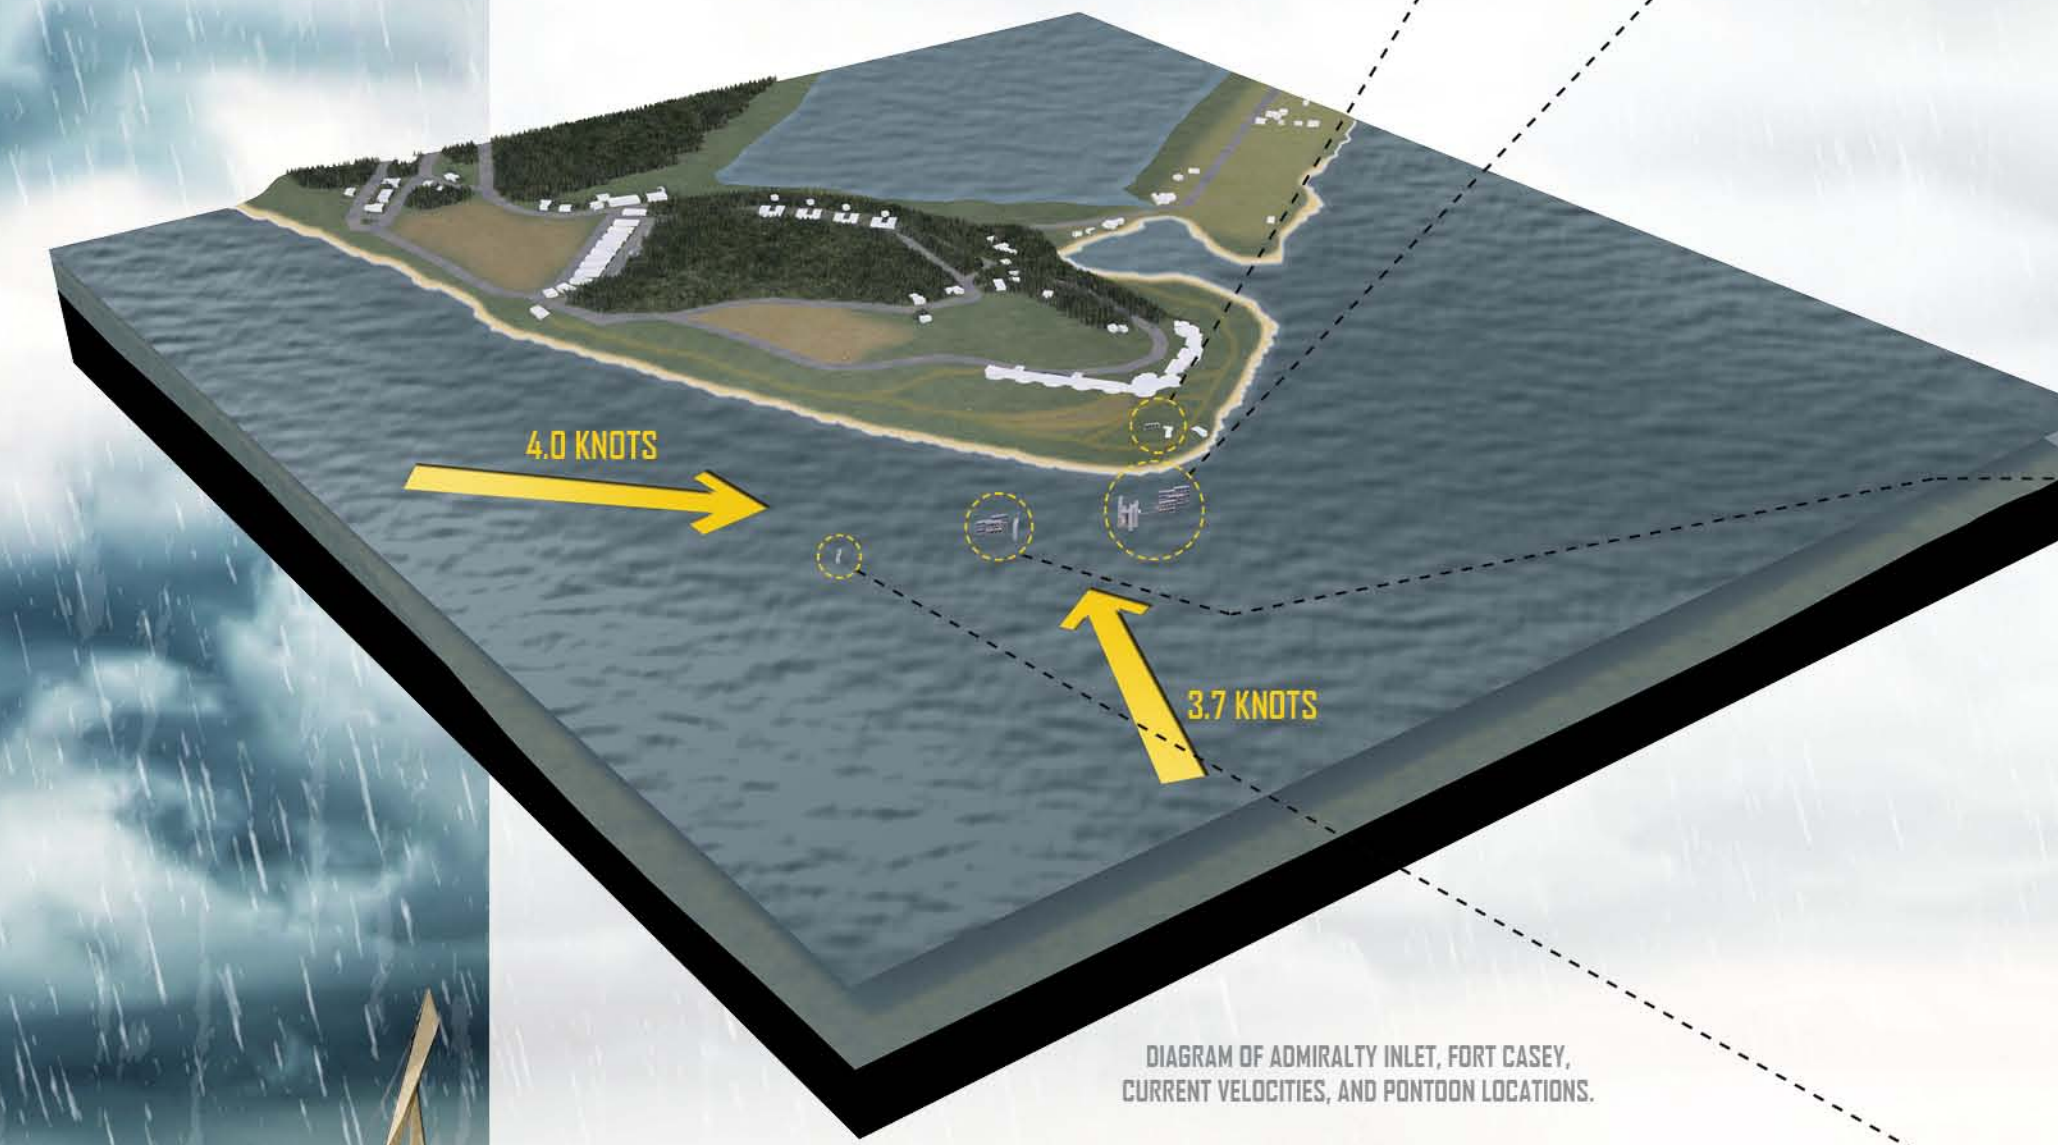 4.0 KNOTS
3.7 KNOTS
DIAGRAM OF ADMIRALTY INLET, FORT CASEY,
CURRENT VELOCITIES, AND PONTOON LOCATIONS.